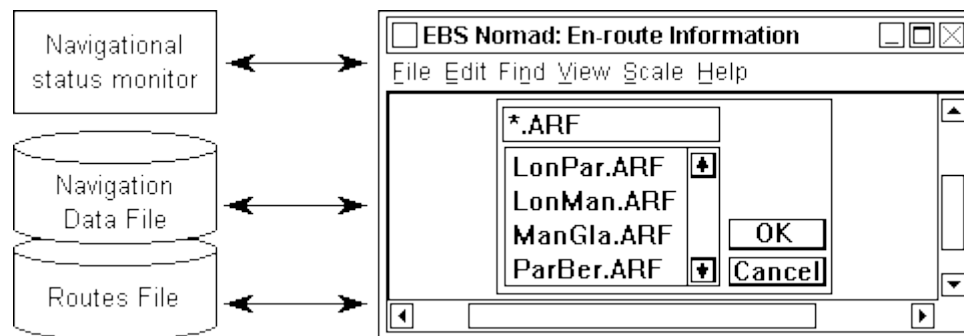 Navigational
status monitor
Navigation
Data File
Routes File
EBS Nomad: En-route Information
File Edit Find View Scale Help
*.ARF
LonPar.ARF
LonMan.ARF
ManGla.ARF
ParBer.ARF
OK
Cancel